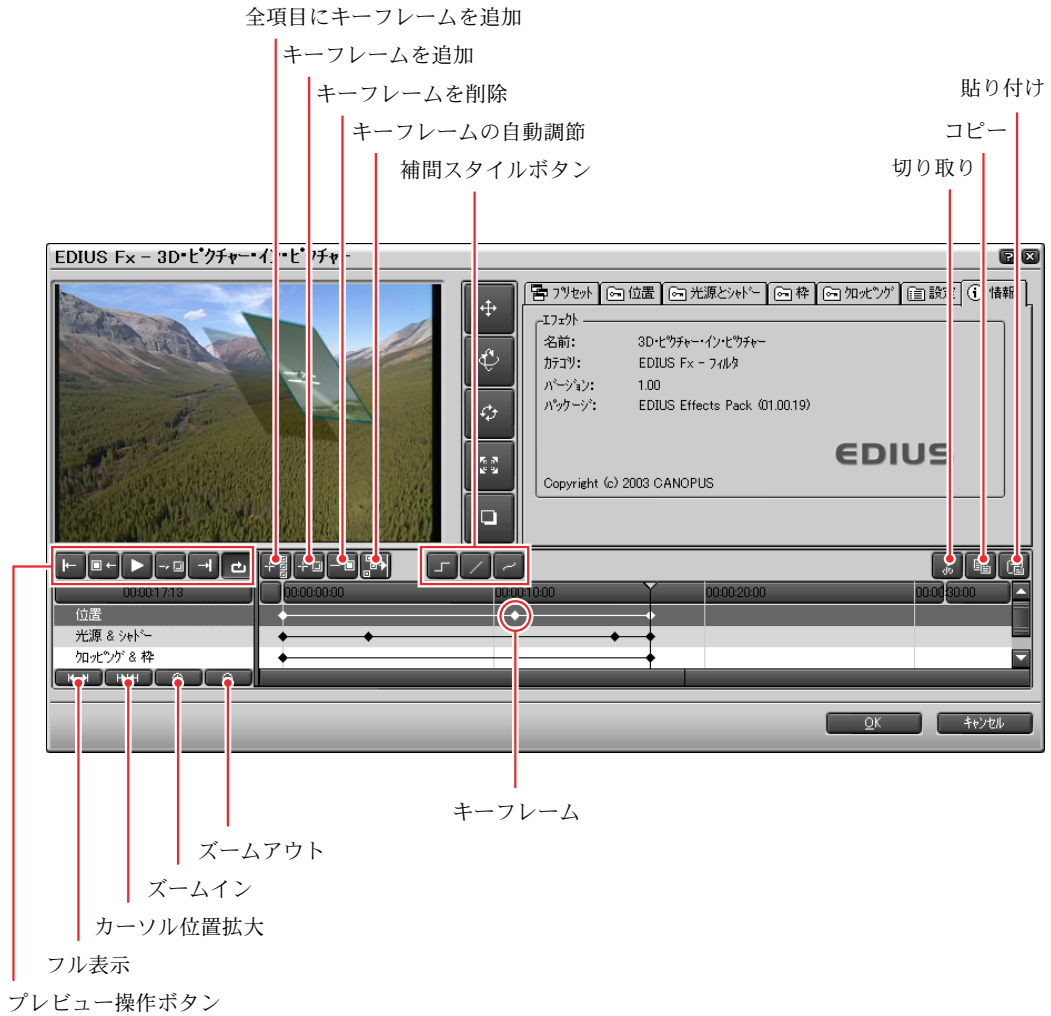 全項目にキーフレームを追加
キーフレームを追加
キーフレームを削除
キーフレームの自動調節
補間スタイルボタン
貼り付け
コピー
切り取り
EDIUS Fx - 3D・ピクチャー・イン・ピクチャー
プリセット 位置 光源とシャドー 枠 クロッピング 設定 情報
エフェクト
名前: 3D・ピクチャー・イン・ピクチャー
カテゴリ: EDIUS Fx - フィルタ
バージョン: 1.00
パッケージ: EDIUS Effects Pack (01.00.19)
EDIUS
Copyright (c) 2003 CANOPUS
00:00:17:13 00:00:00:00 00:00:10:00 00:00:20:00 00:00:30:00
位置
光源 & シャドー
クロッピング & 枠
OK キャンセル
キーフレーム
ズームアウト
ズームイン
カーソル位置拡大
フル表示
プレビュー操作ボタン